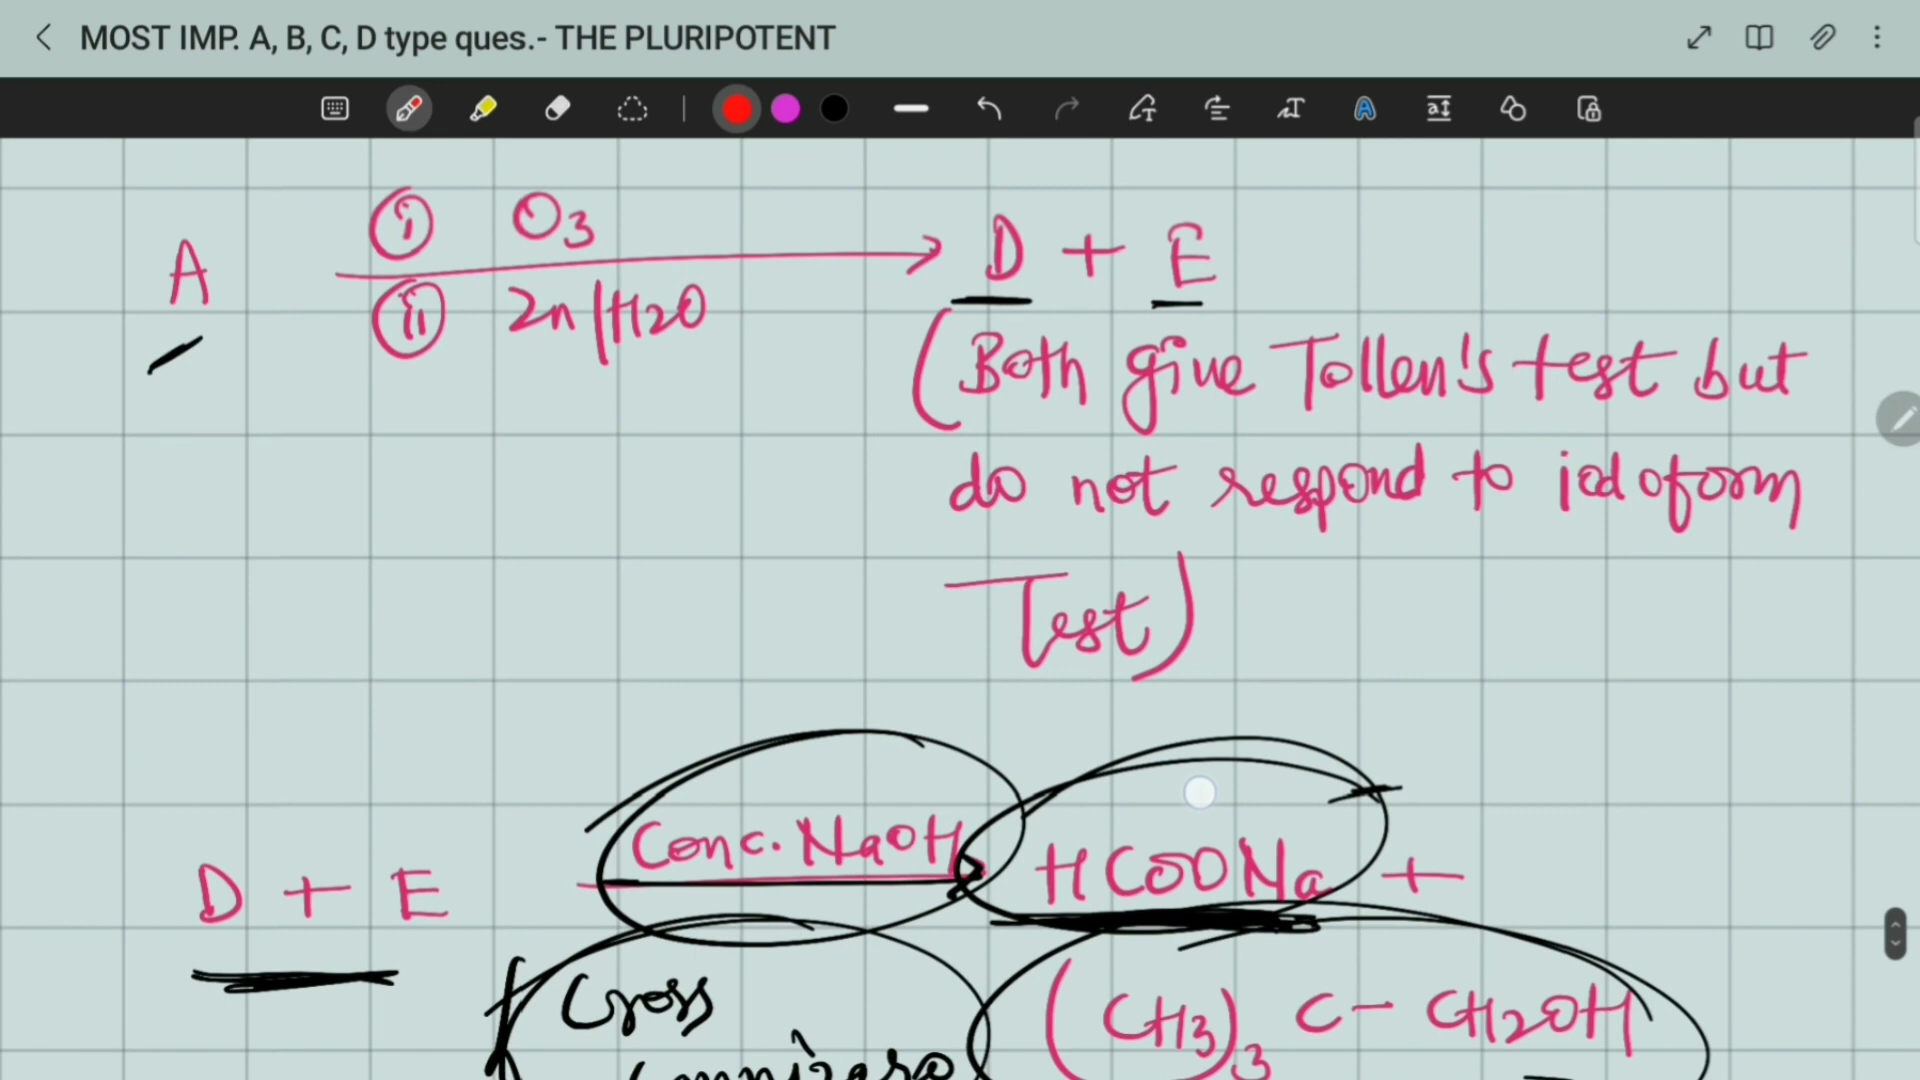 MOST IMP. A, B, C, D type ques.- THE PLURIPOTENT
A (i) O3 (ii) Zn/H2O → D + E
(Both give Tollen's test but
do not respond to iodoform
Test)
D + E Conc. NaOH → HCOONa +
Cross (CH3)3 C-CH2OH